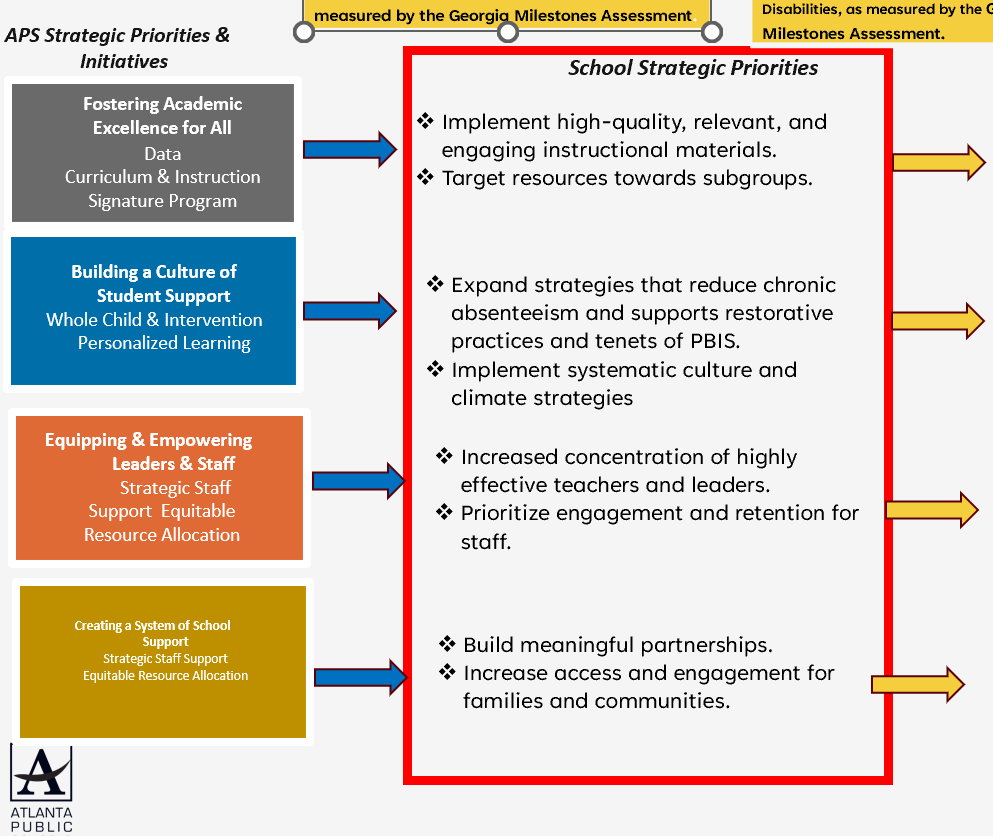 measured by the Georgia Milestones Assessment.
Disabilities, as measured by the G
Milestones Assessment.
APS Strategic Priorities &
Initiatives
School Strategic Priorities
Fostering Academic
Excellence for All
Data
Curriculum & Instruction
Signature Program
❖ Implement high-quality, relevant, and
engaging instructional materials.
❖ Target resources towards subgroups.
Building a Culture of
Student Support
Whole Child & Intervention
Personalized Learning
❖ Expand strategies that reduce chronic
absenteeism and supports restorative
practices and tenets of PBIS.
❖ Implement systematic culture and
climate strategies
Equipping & Empowering
Leaders & Staff
Strategic Staff
Support Equitable
Resource Allocation
❖ Increased concentration of highly
effective teachers and leaders.
❖ Prioritize engagement and retention for
staff.
Creating a System of School
Support
Strategic Staff Support
Equitable Resource Allocation
❖ Build meaningful partnerships.
❖ Increase access and engagement for
families and communities.
A
ATLANTA
PUBLIC